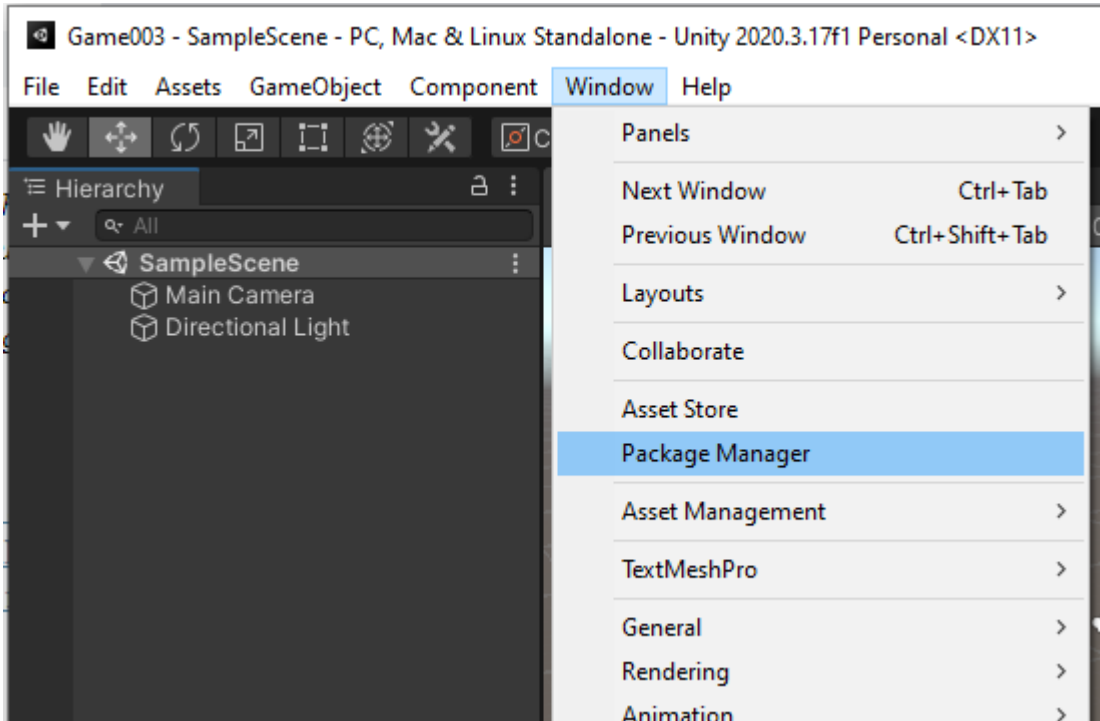 Game003 - SampleScene - PC, Mac & Linux Standalone - Unity 2020.3.17f1 Personal <DX11>
File Edit Assets GameObject Component Window Help
C
Panels >
Hierarchy
Next Window Ctrl+Tab
All
Previous Window Ctrl+Shift+Tab
SampleScene
Main Camera
Layouts >
Directional Light
Collaborate
Asset Store
Package Manager
Asset Management >
TextMeshPro >
General >
Rendering >
Animation >